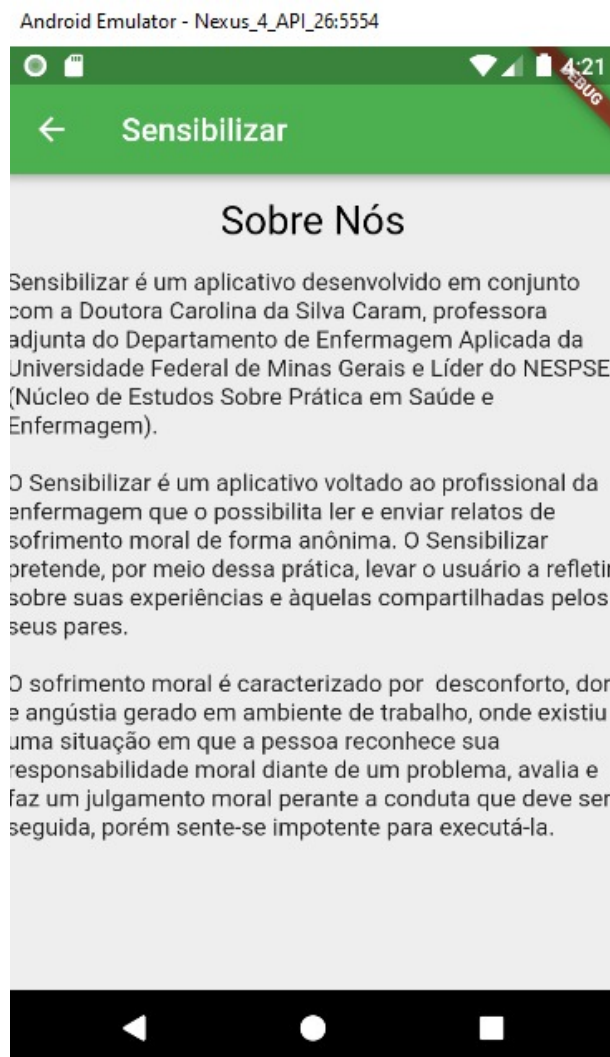 Android Emulator - Nexus_4_API_26:5554
4:21
DEBUG
Sensibilizar
Sobre Nós
Sensibilizar é um aplicativo desenvolvido em conjunto
com a Doutora Carolina da Silva Caram, professora
adjunta do Departamento de Enfermagem Aplicada da
Universidade Federal de Minas Gerais e Líder do NESPSE
(Núcleo de Estudos Sobre Prática em Saúde e
Enfermagem).
O Sensibilizar é um aplicativo voltado ao profissional da
enfermagem que o possibilita ler e enviar relatos de
sofrimento moral de forma anônima. O Sensibilizar
pretende, por meio dessa prática, levar o usuário a refletir
sobre suas experiências e àquelas compartilhadas pelos
seus pares.
O sofrimento moral é caracterizado por  desconforto, dor
e angústia gerado em ambiente de trabalho, onde existiu
uma situação em que a pessoa reconhece sua
responsabilidade moral diante de um problema, avalia e
faz um julgamento moral perante a conduta que deve ser
seguida, porém sente-se impotente para executá-la.